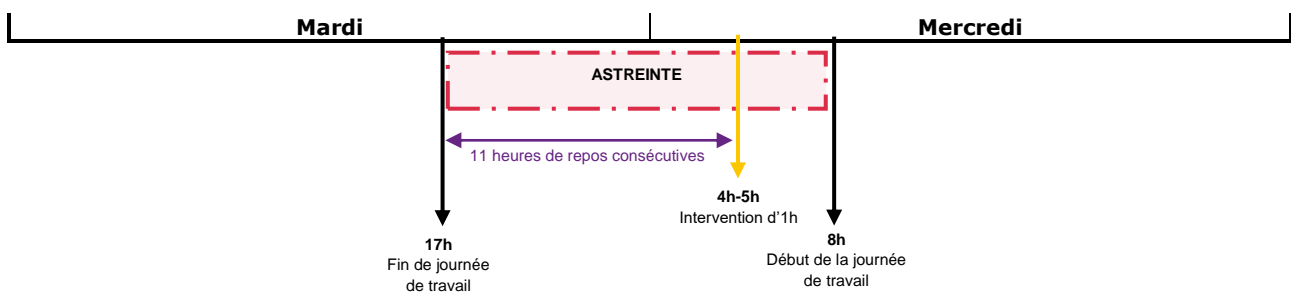 Mardi
Mercredi
ASTREINTE
11 heures de repos consécutives
4h-5h
Intervention d'1h
17h
Fin de journée
de travail
8h
Début de la journée
de travail